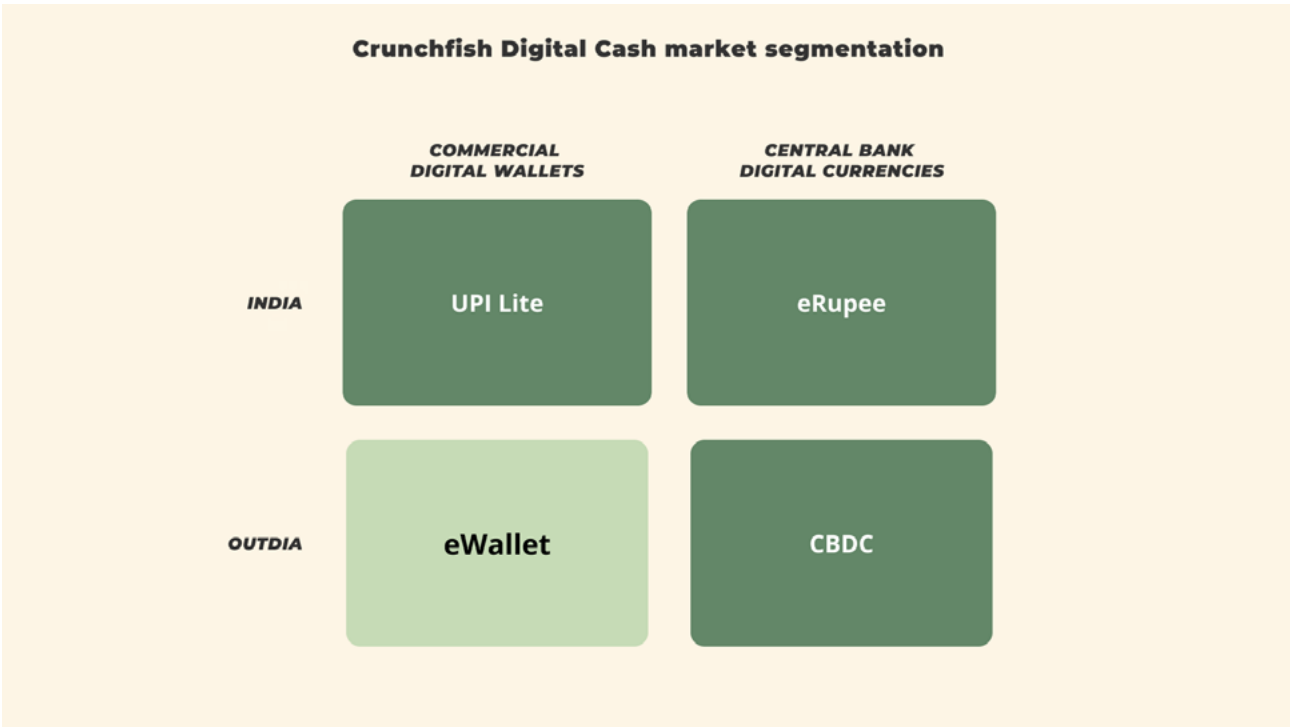 Crunchfish Digital Cash market segmentation
COMMERCIAL
DIGITAL WALLETS
CENTRAL BANK
DIGITAL CURRENCIES
INDIA
UPI Lite
eRupee
OUTDIA
eWallet
CBDC